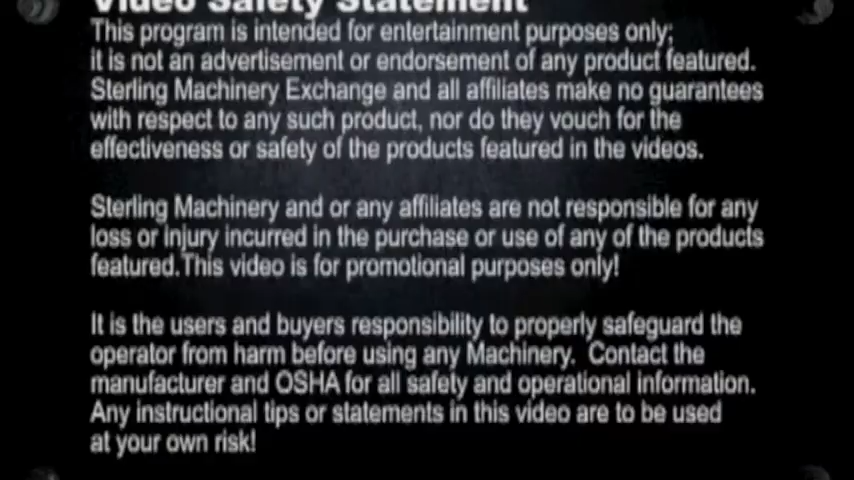 Video Safety Statement
This program is intended for entertainment purposes only;
it is not an advertisement or endorsement of any product featured.
Sterling Machinery Exchange and all affiliates make no guarantees
with respect to any such product, nor do they vouch for the
effectiveness or safety of the products featured in the videos.
Sterling Machinery and or any affiliates are not responsible for any
loss or injury incurred in the purchase or use of any of the products
featured.This video is for promotional purposes only!
It is the users and buyers responsibility to properly safeguard the
operator from harm before using any Machinery.  Contact the
manufacturer and OSHA for all safety and operational information.
Any instructional tips or statements in this video are to be used
at your own risk!